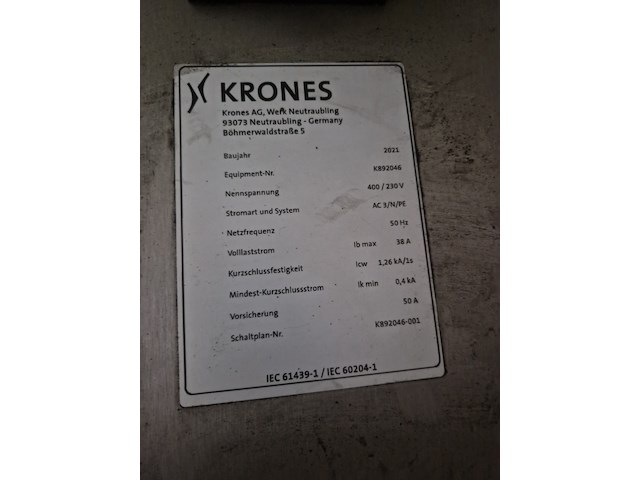 KRONES
Krones AG, Werk Neutraubling
93073 Neutraubling - Germany
Böhmerwaldstraße 5
Baujahr 2021
Equipment-Nr. K892046
Nennspannung 400 / 230 V
Stromart und System AC 3/N/PE
Netzfrequenz 50 Hz
Volllaststrom Ib max 38 A
Kurzschlussfestigkeit Icw 1,26 kA/1s
Mindest-Kurzschlussstrom Ik min 0,4 kA
Vorsicherung 50 A
Schaltplan-Nr. K892046-001
IEC 61439-1 / IEC 60204-1